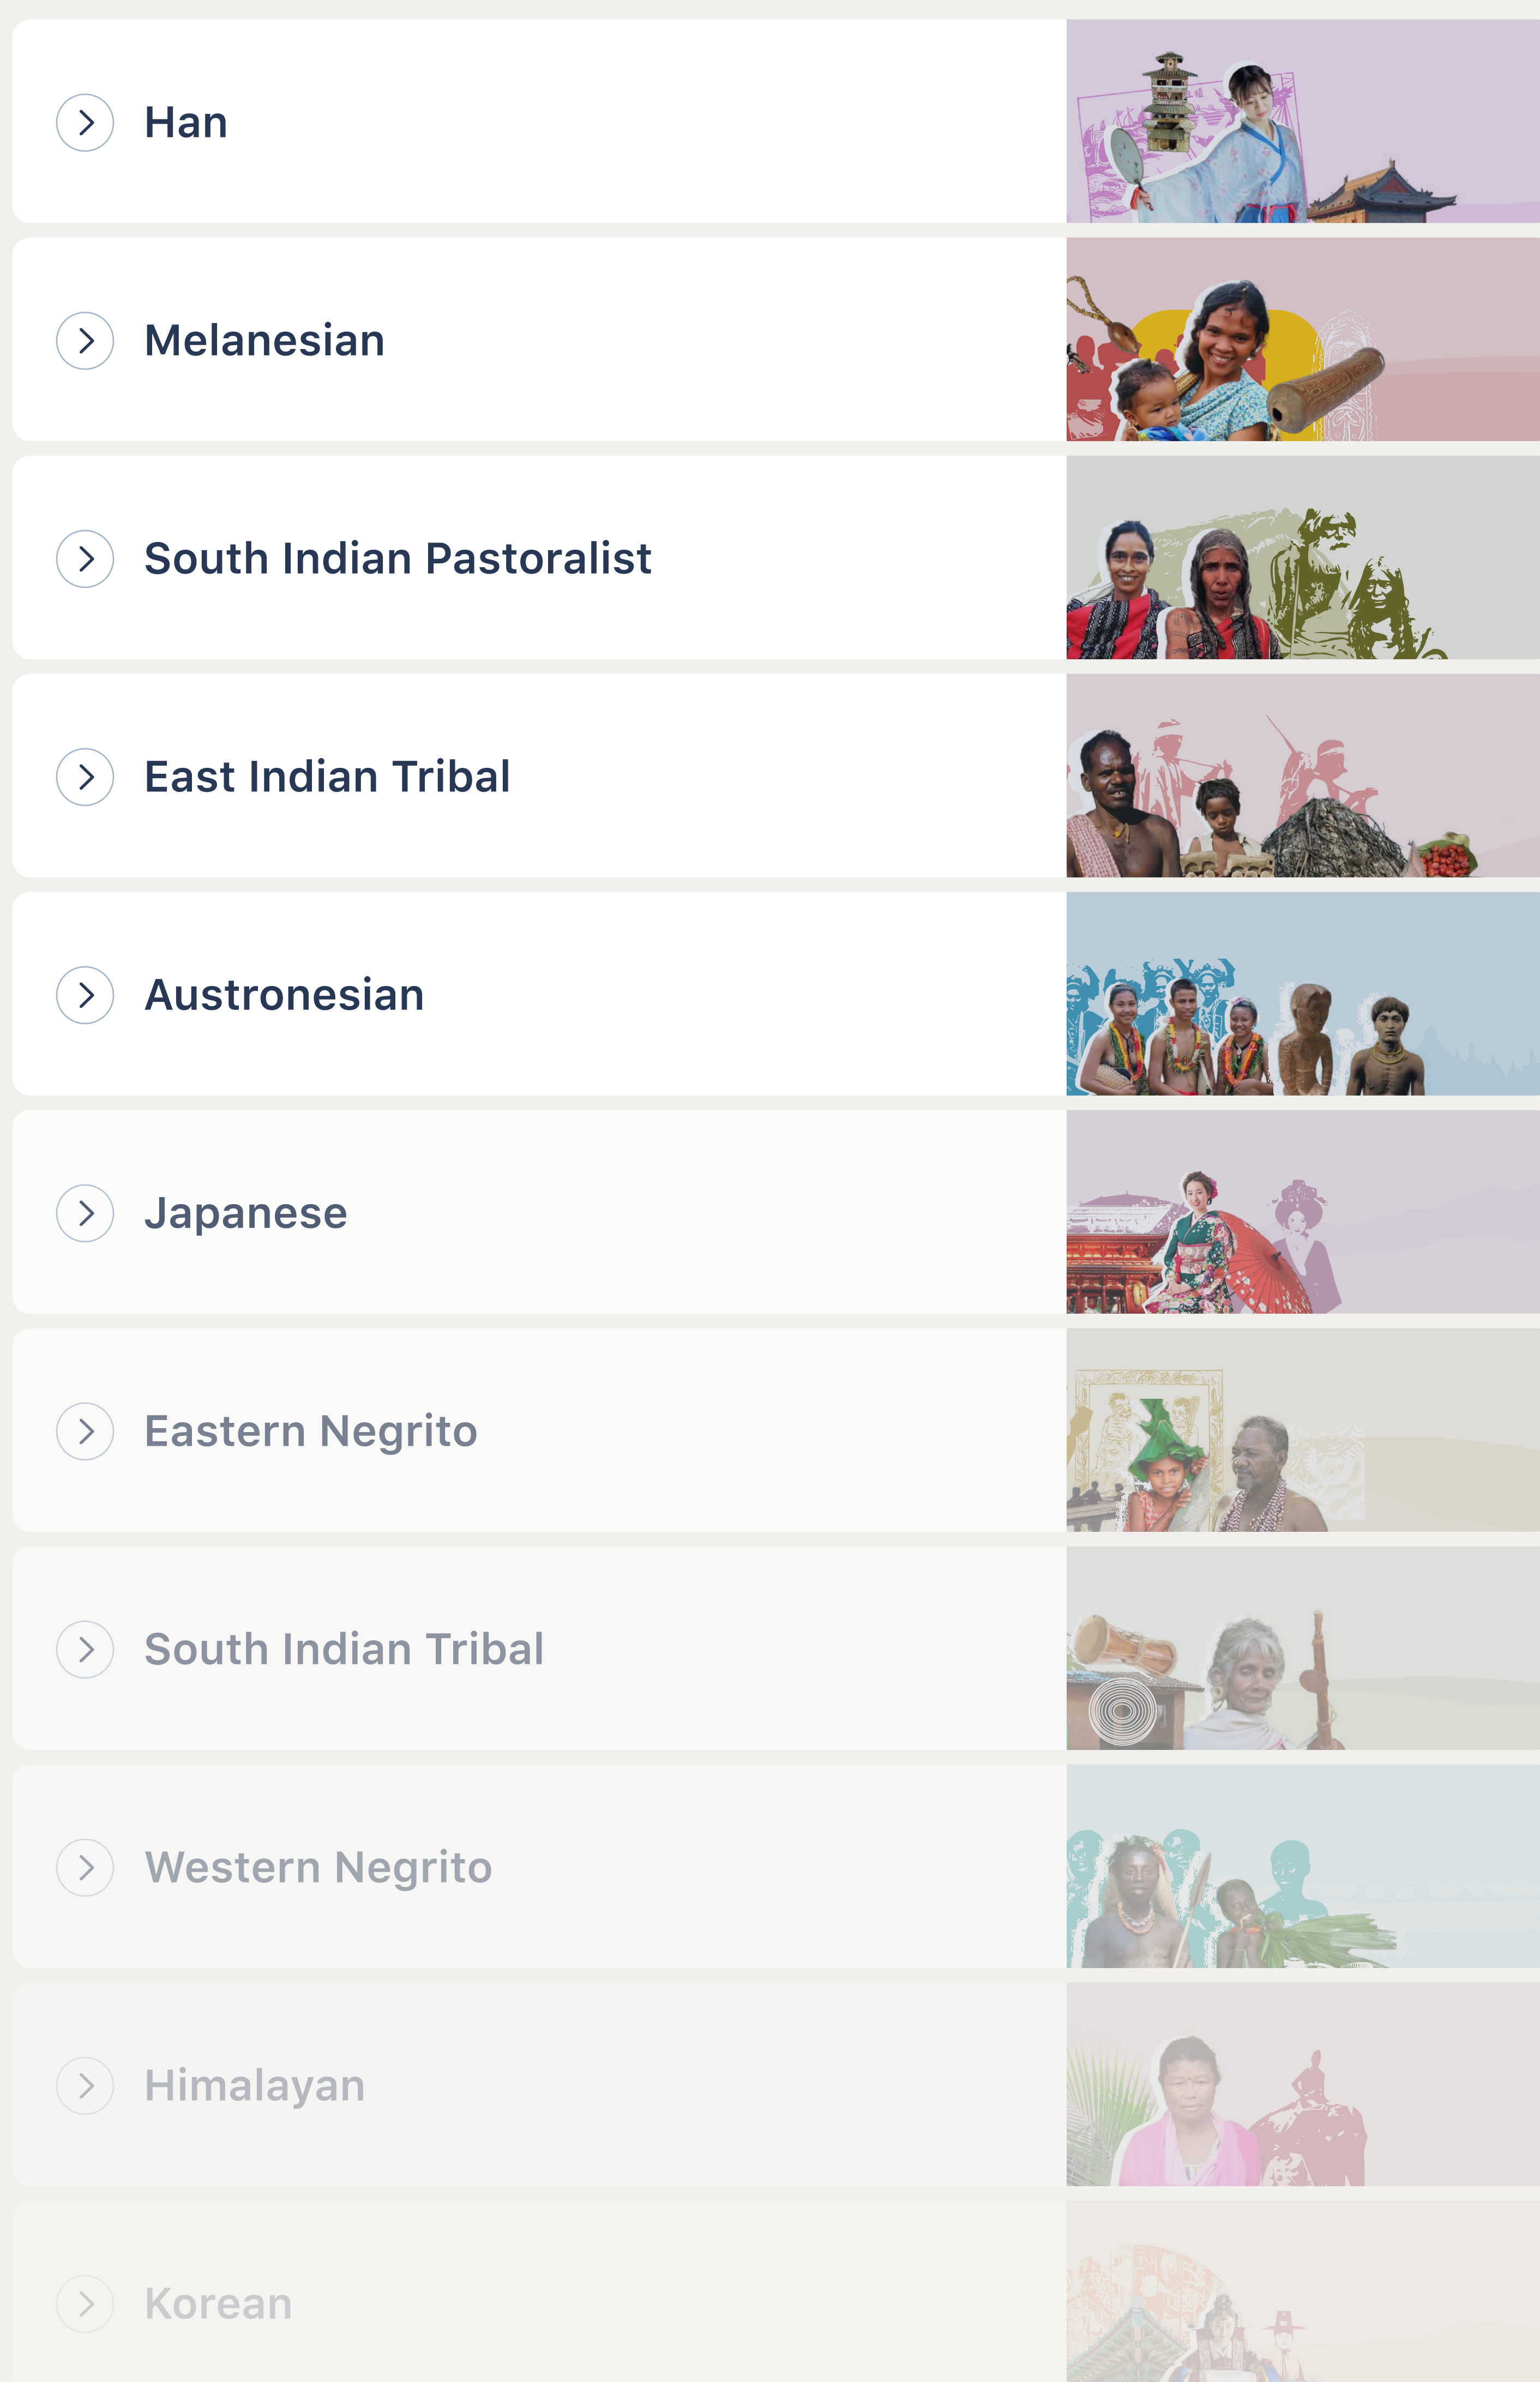 Han
Melanesian
South Indian Pastoralist
East Indian Tribal
Austronesian
Japanese
Eastern Negrito
South Indian Tribal
Western Negrito
Himalayan
Korean